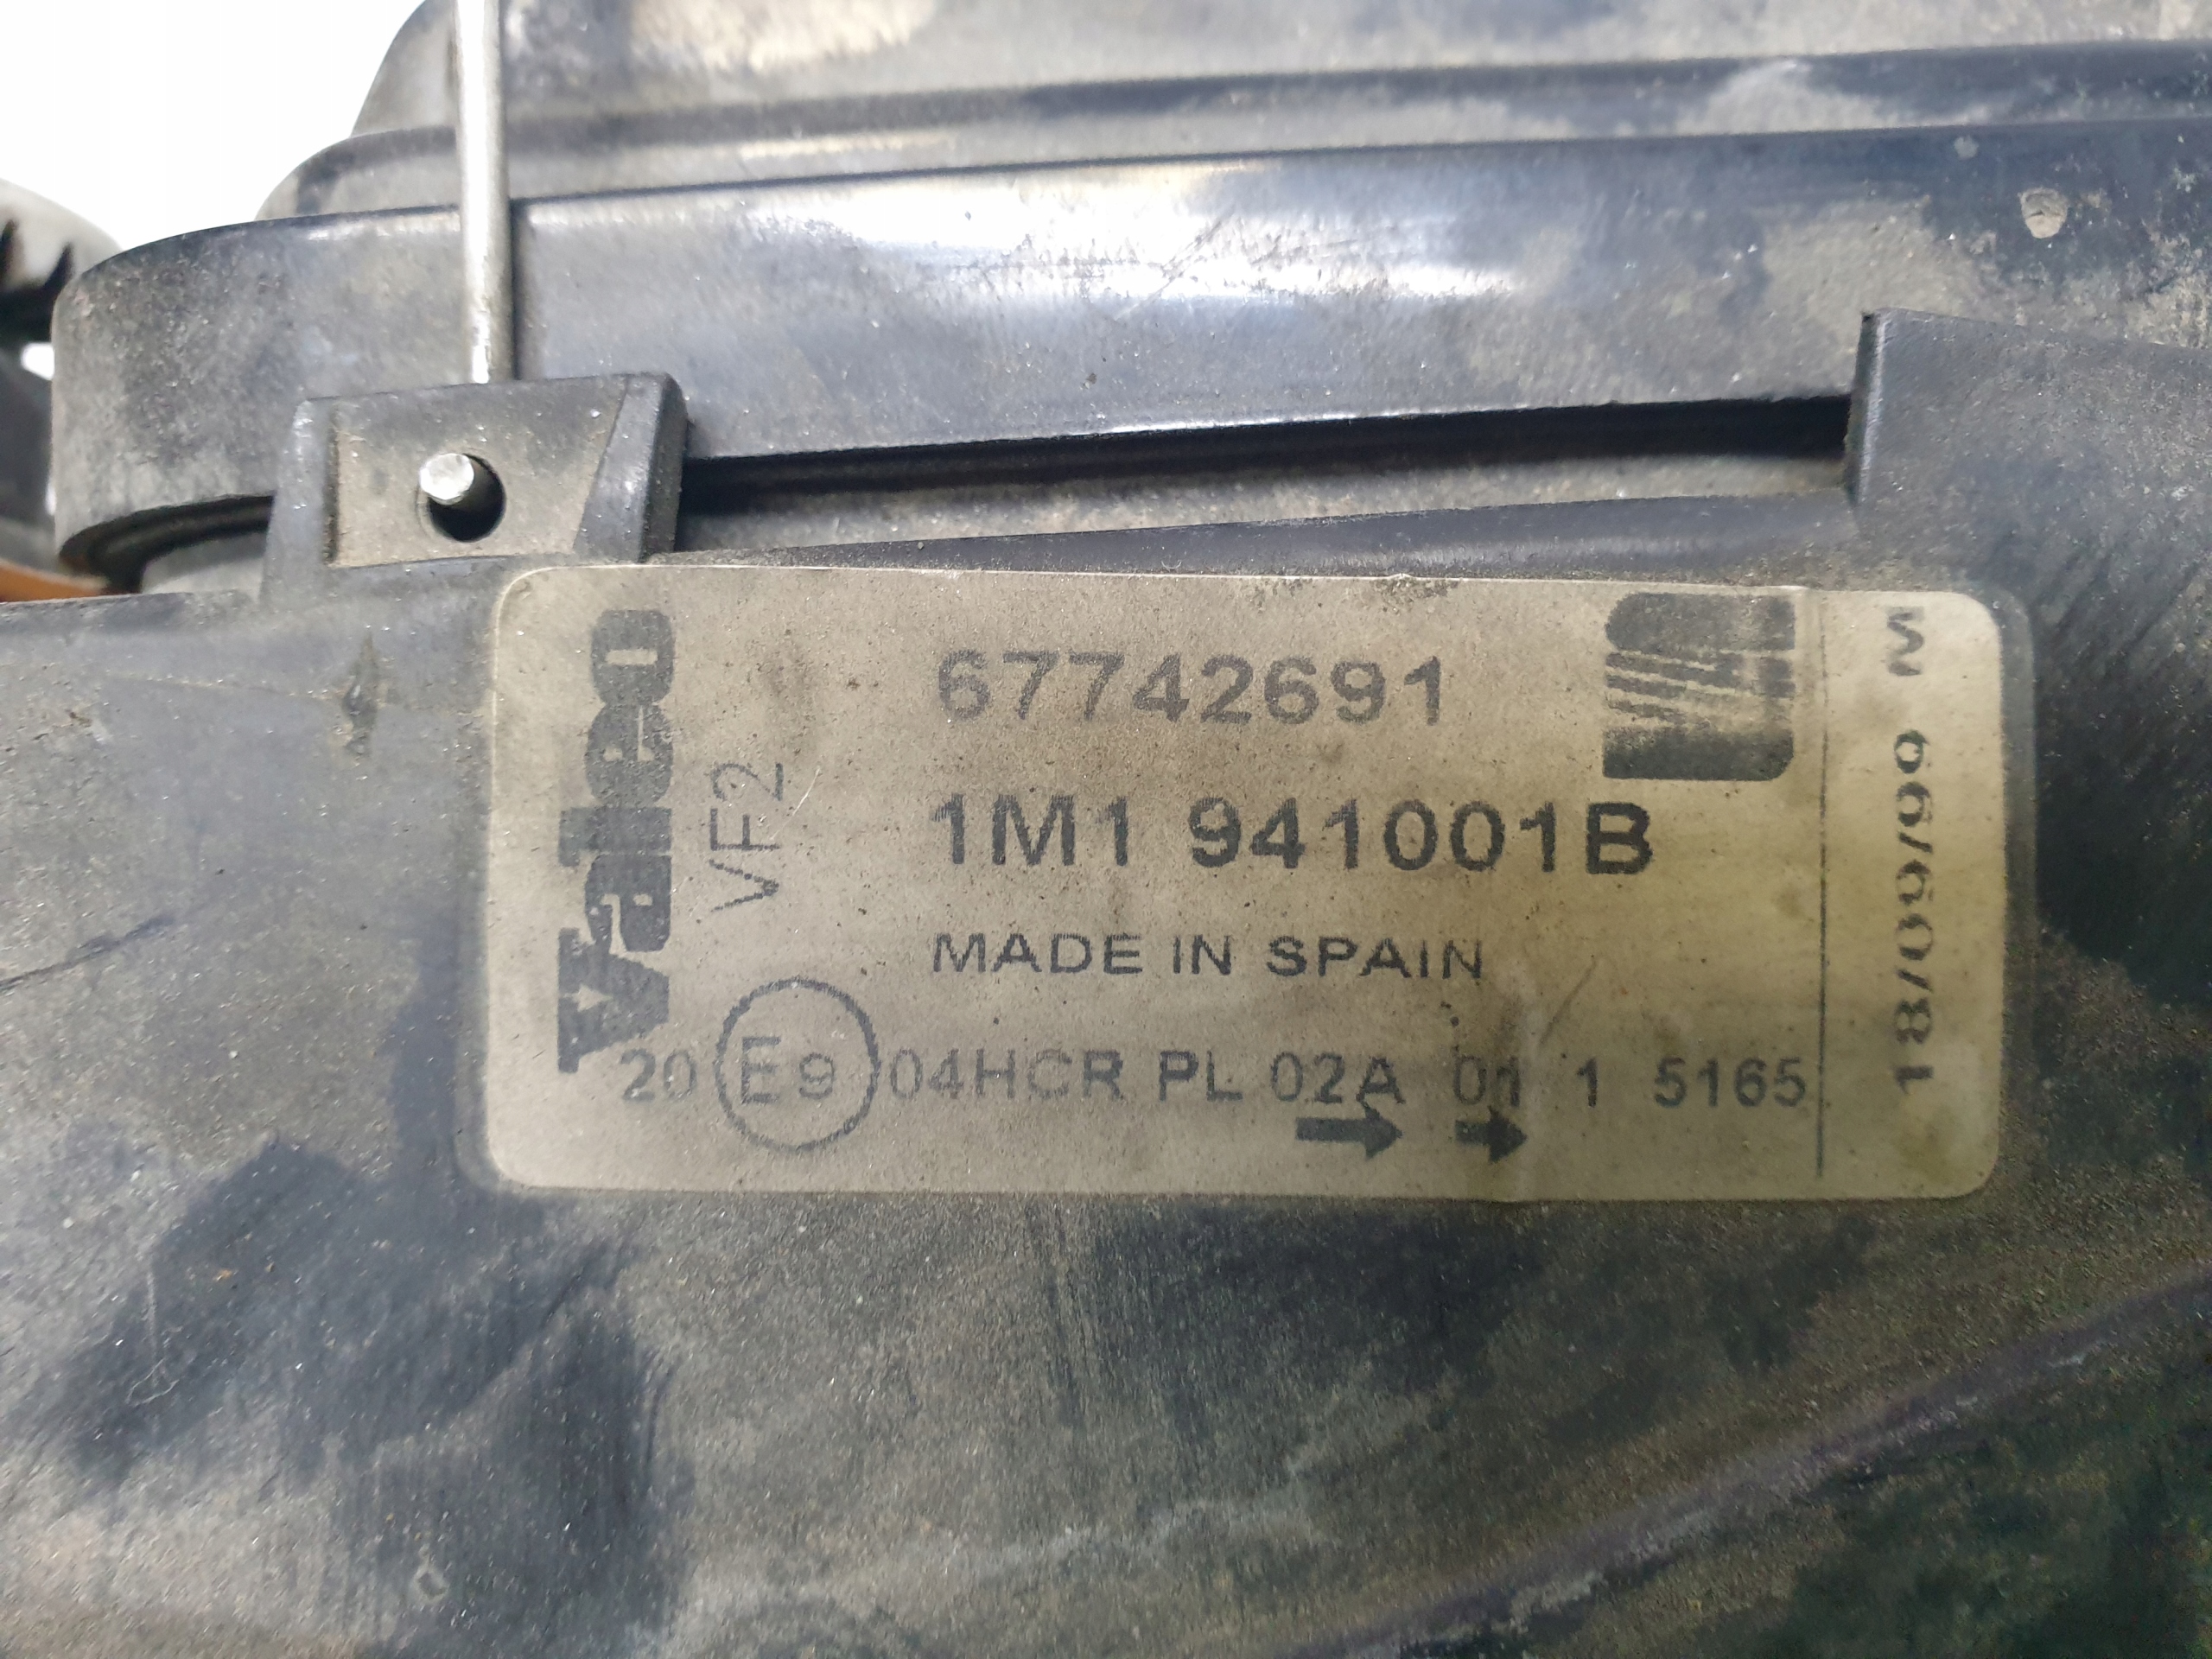 Valeo
VF2
67742691
1M1 941001B
MADE IN SPAIN
20 E9 04HCR PL 02A 01 1 5165
18/09/99 M